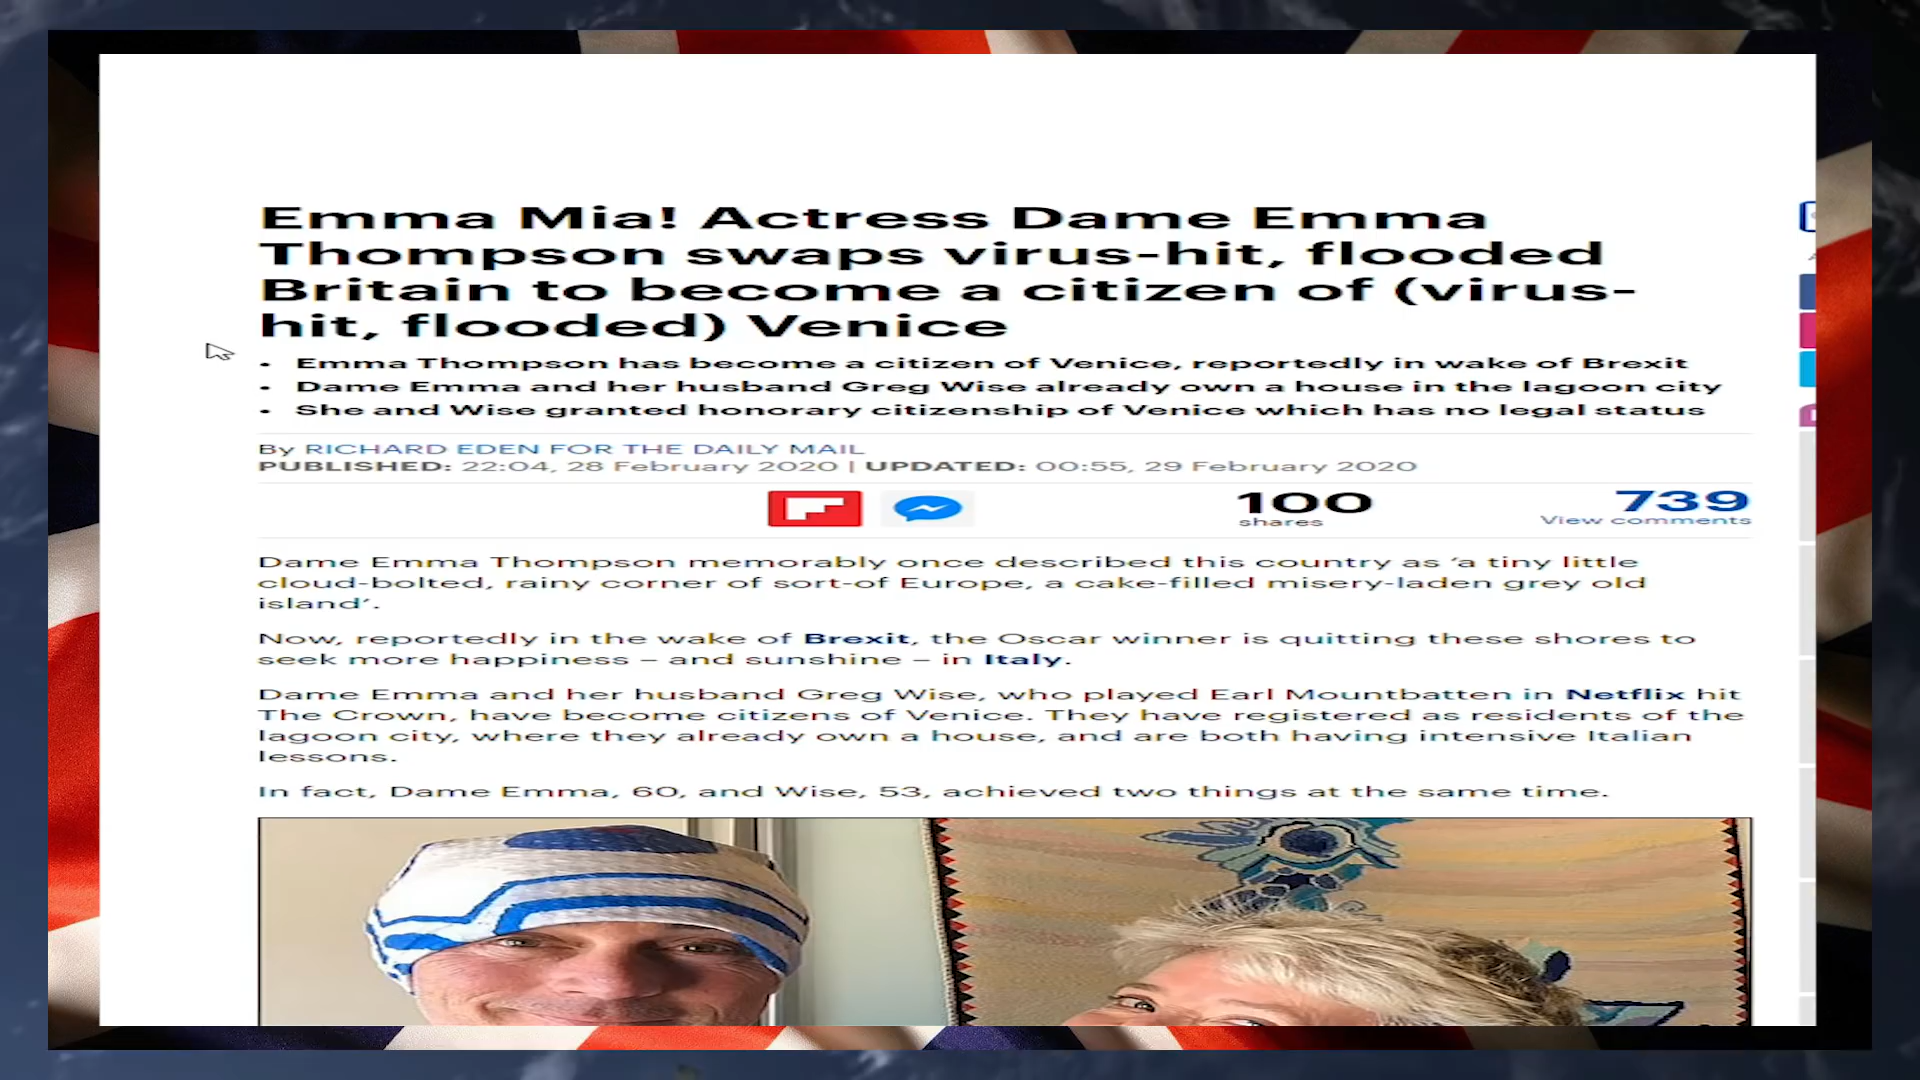 Emma Mia! Actress Dame Emma
Thompson swaps virus-hit, flooded
Britain to become a citizen of (virus-
hit, flooded) Venice
• Emma Thompson has become a citizen of Venice, reportedly in wake of Brexit
• Dame Emma and her husband Greg Wise already own a house in the lagoon city
• She and Wise granted honorary citizenship of Venice which has no legal status
By RICHARD EDEN FOR THE DAILY MAIL
PUBLISHED: 22:04, 28 February 2020 | UPDATED: 00:55, 29 February 2020
100
shares
739
View comments
Dame Emma Thompson memorably once described this country as ‘a tiny little
cloud-bolted, rainy corner of sort-of Europe, a cake-filled misery-laden grey old
island’.
Now, reportedly in the wake of Brexit, the Oscar winner is quitting these shores to
seek more happiness – and sunshine – in Italy.
Dame Emma and her husband Greg Wise, who played Earl Mountbatten in Netflix hit
The Crown, have become citizens of Venice. They have registered as residents of the
lagoon city, where they already own a house, and are both having intensive Italian
lessons.
In fact, Dame Emma, 60, and Wise, 53, achieved two things at the same time.